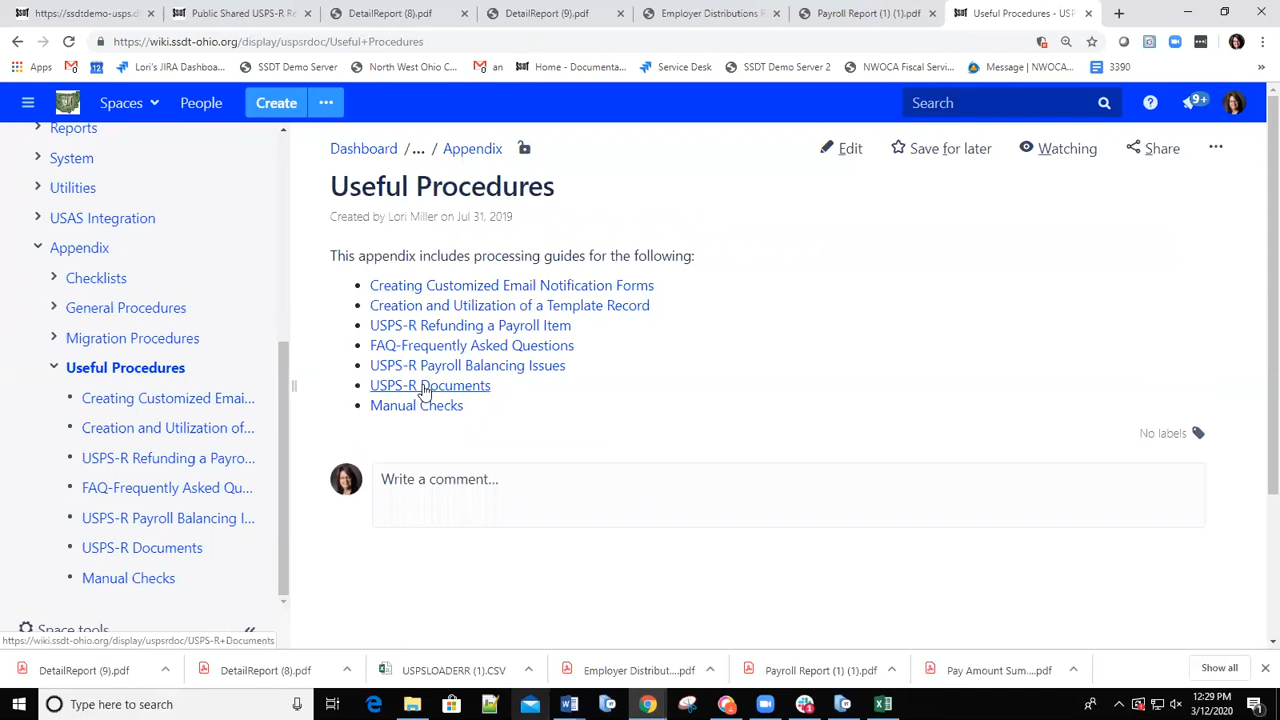 https://ssdtdemo-usps.d
Public Shared USPS-R Re
DetailReport (8).pdf
DetailReport (9).pdf
Employer Distributions R
Payroll Report (1) (1).pdf
Useful Procedures - USP
https://wiki.ssdt-ohio.org/display/uspsrdoc/Useful+Procedures
Apps
Lori's JIRA Dashboa...
SSDT Demo Server
North West Ohio C...
an
Home - Documenta...
Service Desk
SSDT Demo Server 2
NWOCA Fiscal Servi...
Message | NWOCA...
3390
Spaces
People
Create
Search
9+
Reports
System
Utilities
USAS Integration
Appendix
Checklists
General Procedures
Migration Procedures
Useful Procedures
Creating Customized Emai...
Creation and Utilization of...
USPS-R Refunding a Payro...
FAQ-Frequently Asked Qu...
USPS-R Payroll Balancing I...
USPS-R Documents
Manual Checks
Space tools
Dashboard /... / Appendix
Edit
Save for later
Watching
Share
Useful Procedures
Created by Lori Miller on Jul 31, 2019
This appendix includes processing guides for the following:
Creating Customized Email Notification Forms
Creation and Utilization of a Template Record
USPS-R Refunding a Payroll Item
FAQ-Frequently Asked Questions
USPS-R Payroll Balancing Issues
USPS-R Documents
Manual Checks
No labels
Write a comment...
https://wiki.ssdt-ohio.org/display/uspsrdoc/USPS-R+Documents
DetailReport (9).pdf
DetailReport (8).pdf
USPSLOADERR (1).CSV
Employer Distribut....pdf
Payroll Report (1) (1).pdf
Pay Amount Sum....pdf
Show all
Type here to search
12:29 PM
3/12/2020